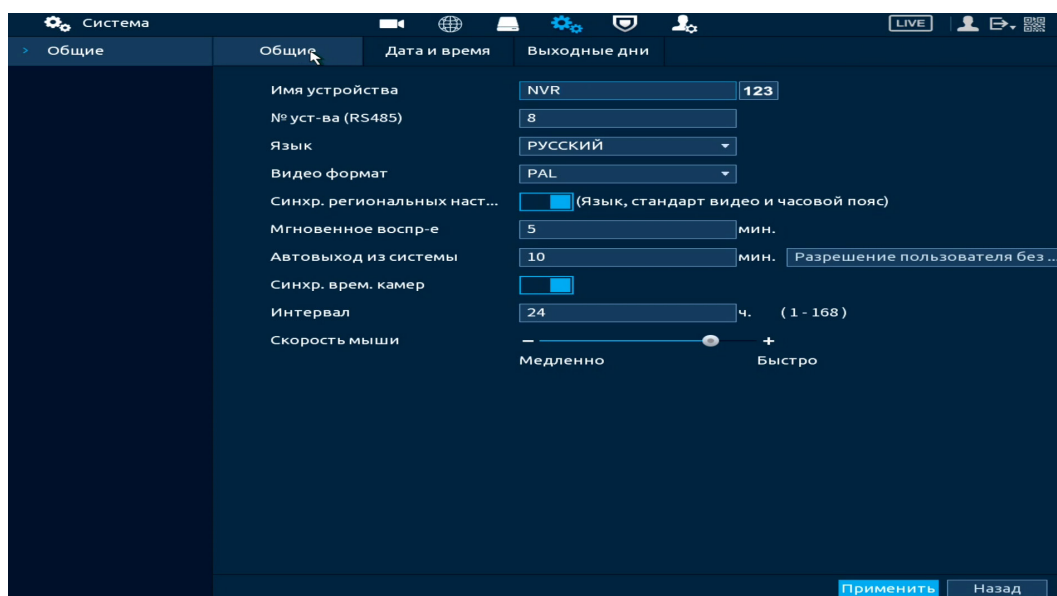 Система LIVE
> Общие
Общие Дата и время Выходные дни
Имя устройства NVR 123
№ уст-ва (RS485) 8
Язык РУССКИЙ
Видео формат PAL
Синхр. региональных наст... (Язык, стандарт видео и часовой пояс)
Мгновенное воспр-е 5 мин.
Автовыход из системы 10 мин. Разрешение пользователя без ...
Синхр. врем. камер
Интервал 24 ч. (1-168)
Скорость мыши − +
Медленно Быстро
Применить Назад